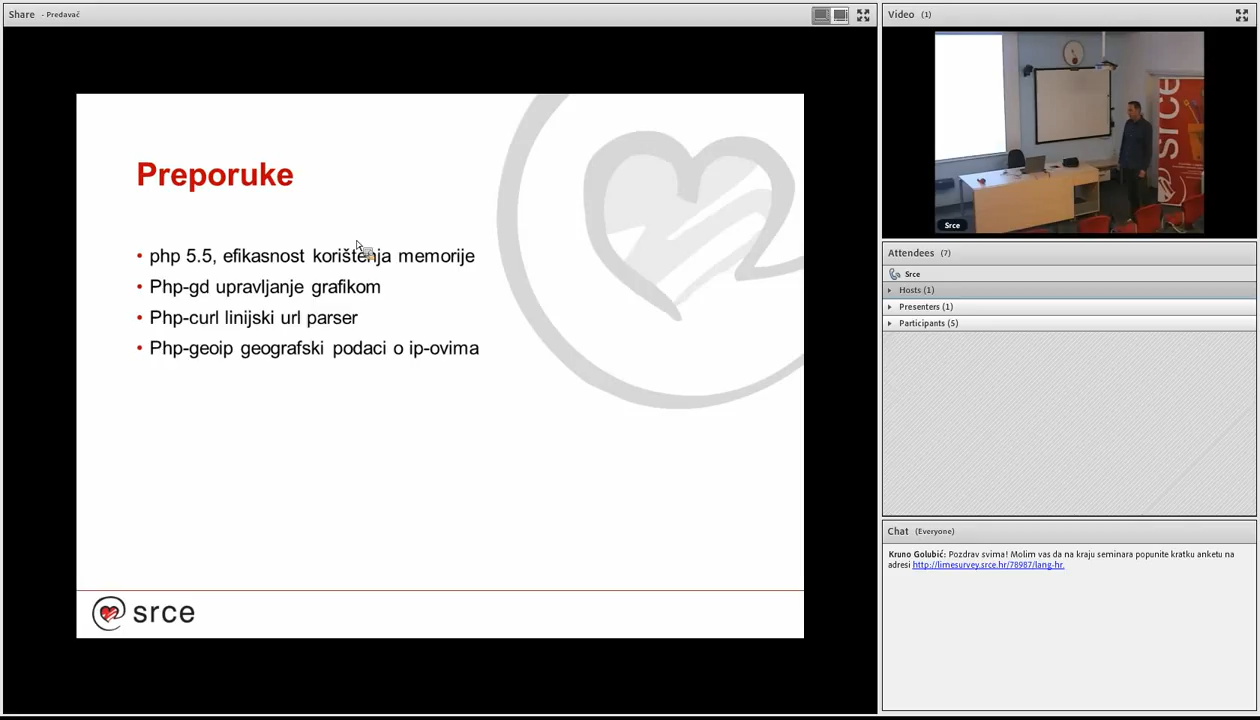 Share - Predavač
Preporuke
• php 5.5, efikasnost korištenja memorije
• Php-gd upravljanje grafikom
• Php-curl linijski url parser
• Php-geoip geografski podaci o ip-ovima
srce
Video (1)
srce
Srce
Attendees (7)
Srce
Hosts (1)
Presenters (1)
Participants (5)
Chat (Everyone)
Kruno Golubić: Pozdrav svima! Molim vas da na kraju seminara popunite kratku anketu na
adresi http://limesurvey.srce.hr/78987/lang-hr.